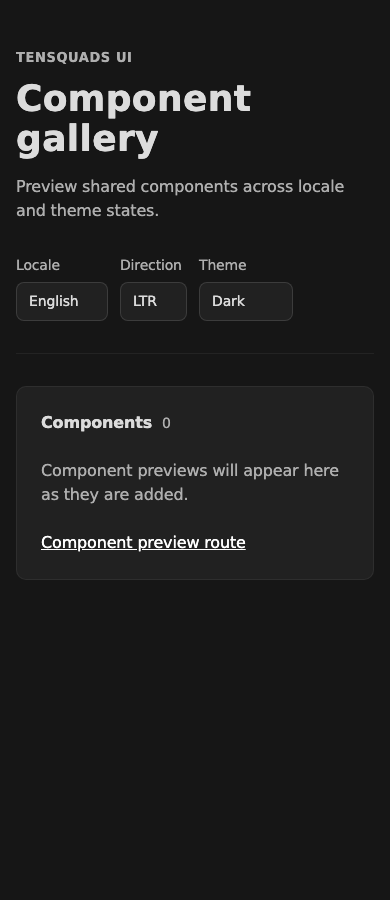 TENSQUADS UI
Component
gallery
Preview shared components across locale
and theme states.
Locale Direction Theme
English LTR Dark
Components 0
Component previews will appear here
as they are added.
Component preview route